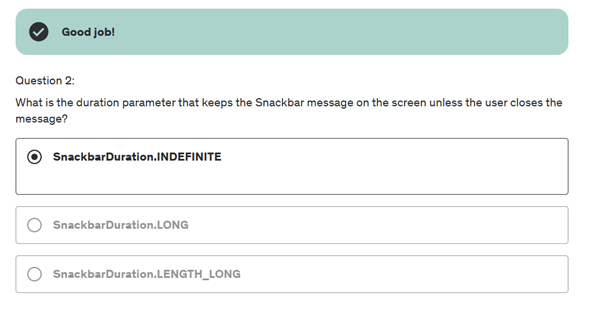 Good job!
Question 2:
What is the duration parameter that keeps the Snackbar message on the screen unless the user closes the
message?
SnackbarDuration.INDEFINITE
SnackbarDuration.LONG
SnackbarDuration.LENGTH_LONG